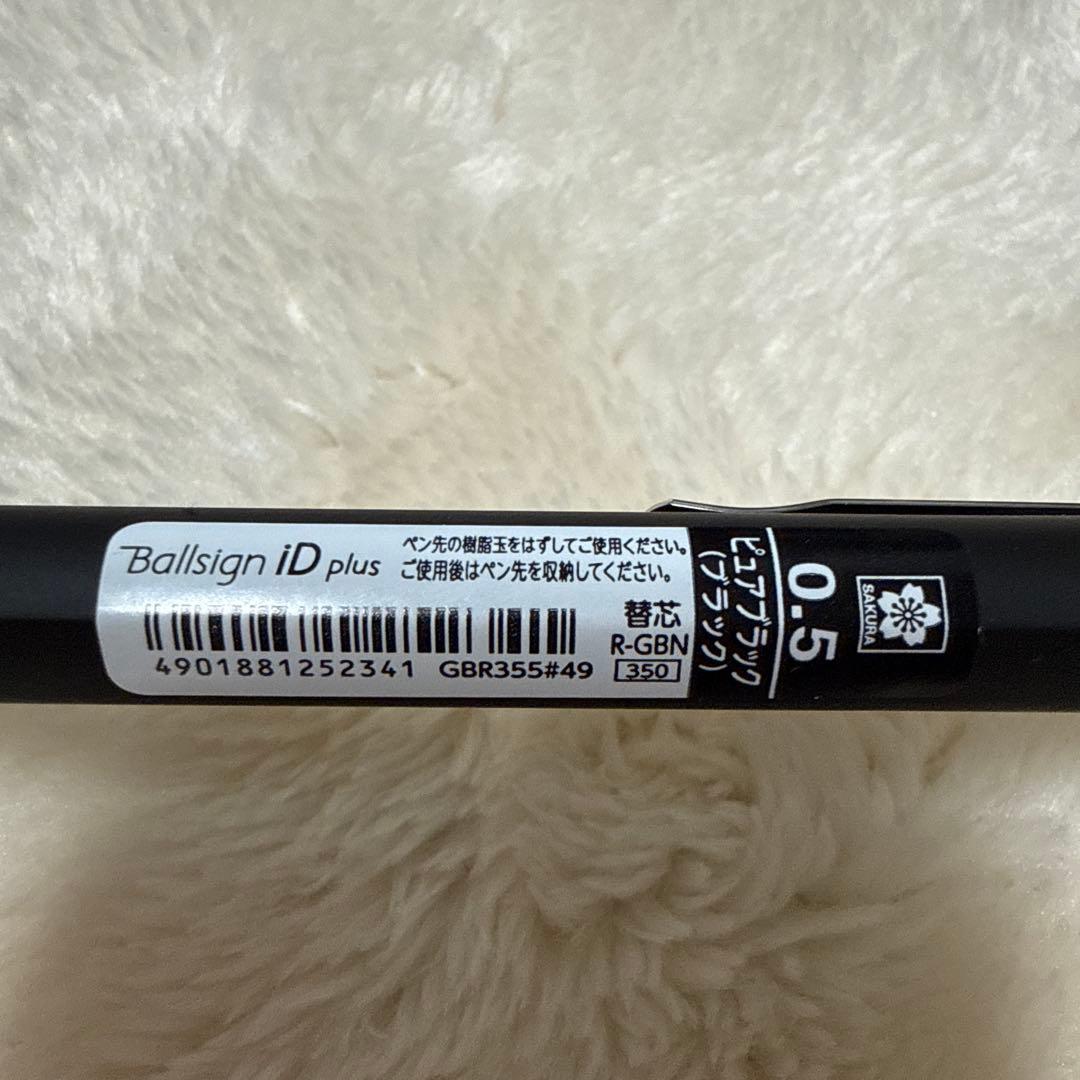 Ballsign iD plus
ペン先の樹脂玉をはずしてご使用ください。
ご使用後はペン先を収納してください。
4901881252341
GBR355#49
替芯
R-GBN
350
ピュアブラック
(ブラック)
0.5
SAKURA